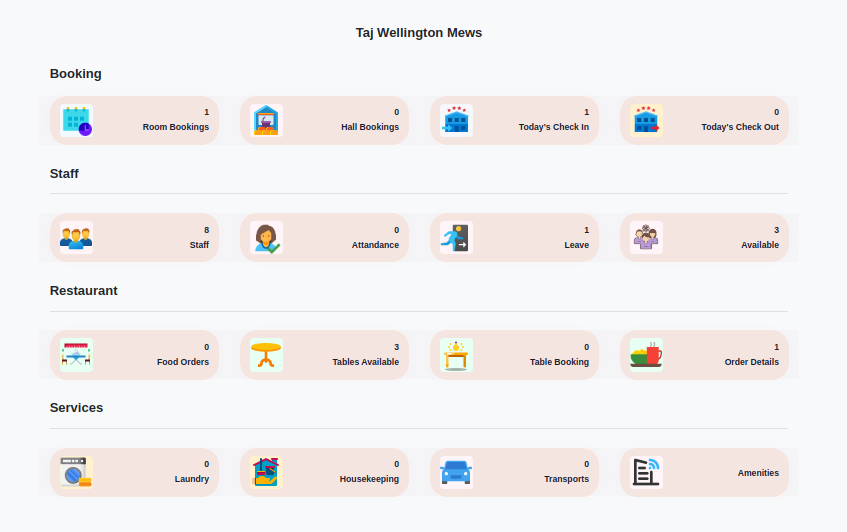 Taj Wellington Mews
Booking
1
Room Bookings
0
Hall Bookings
1
Today's Check In
0
Today's Check Out
Staff
8
Staff
0
Attandance
1
Leave
3
Available
Restaurant
0
Food Orders
3
Tables Available
0
Table Booking
1
Order Details
Services
0
Laundry
0
Housekeeping
0
Transports
Amenities